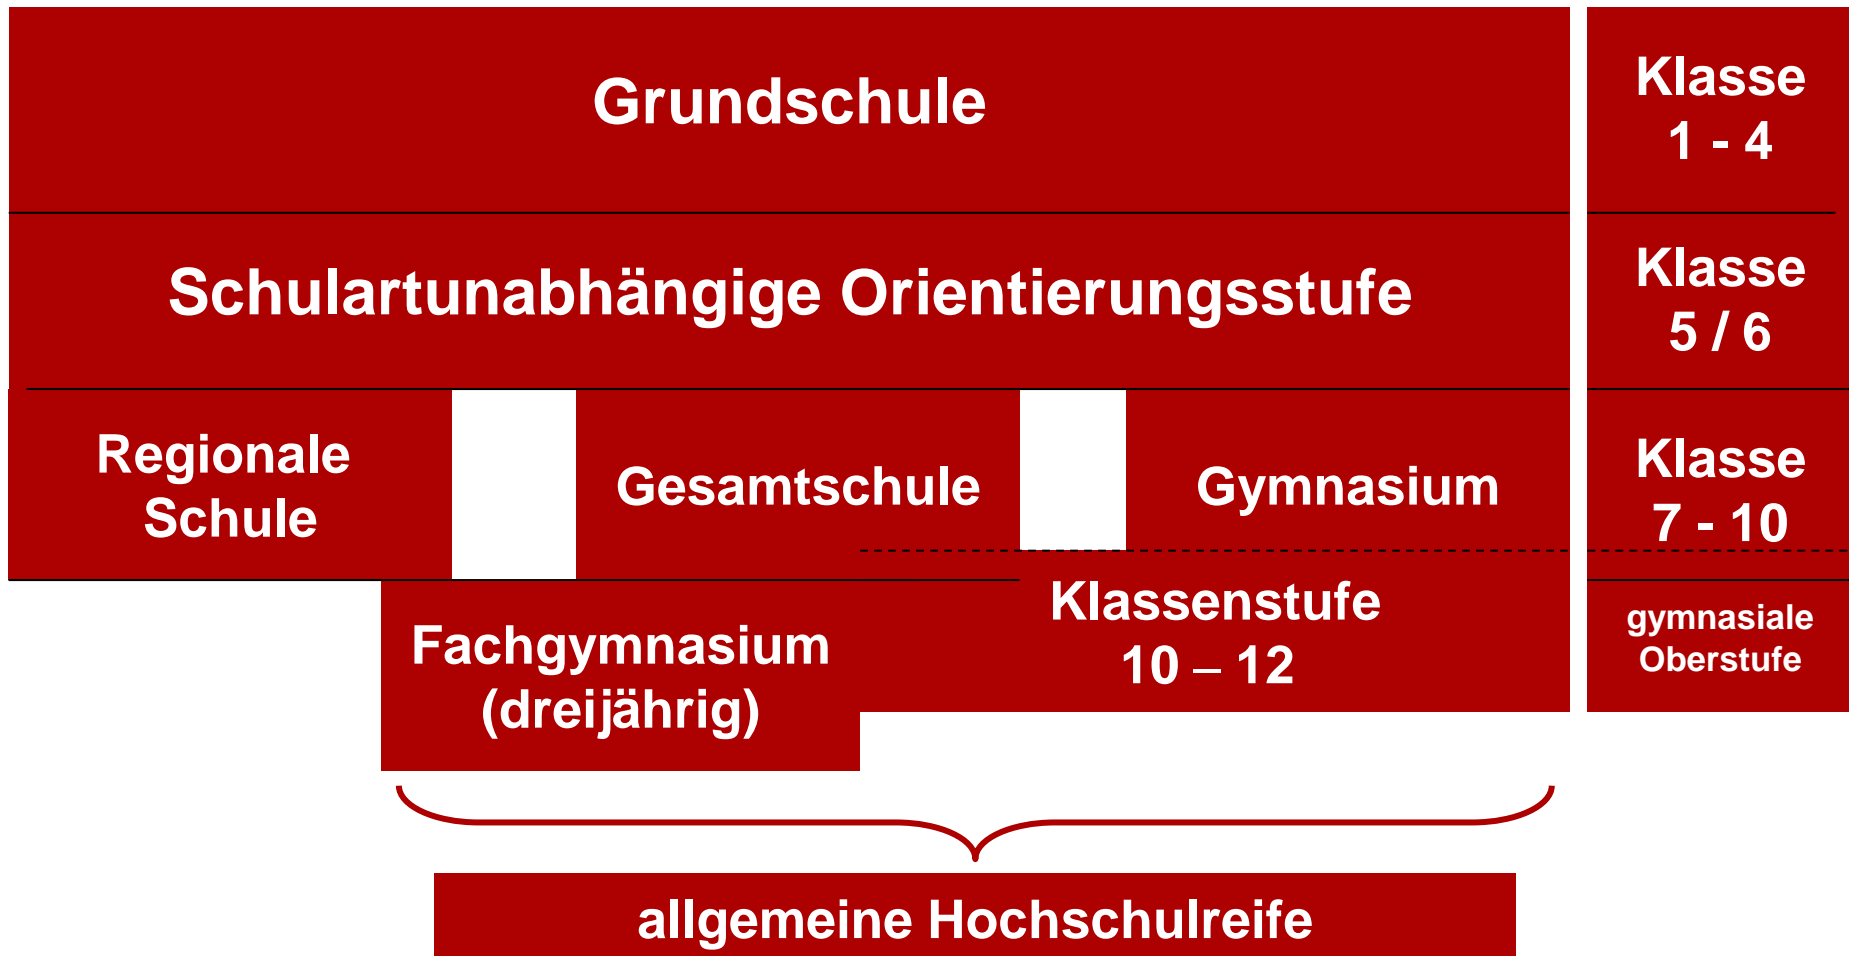 Grundschule
Klasse
1 - 4
Schulartunabhängige Orientierungsstufe
Klasse
5 / 6
Regionale
Schule
Gesamtschule
Gymnasium
Klasse
7 - 10
Fachgymnasium
(dreijährig)
Klassenstufe
10 – 12
gymnasiale
Oberstufe
allgemeine Hochschulreife